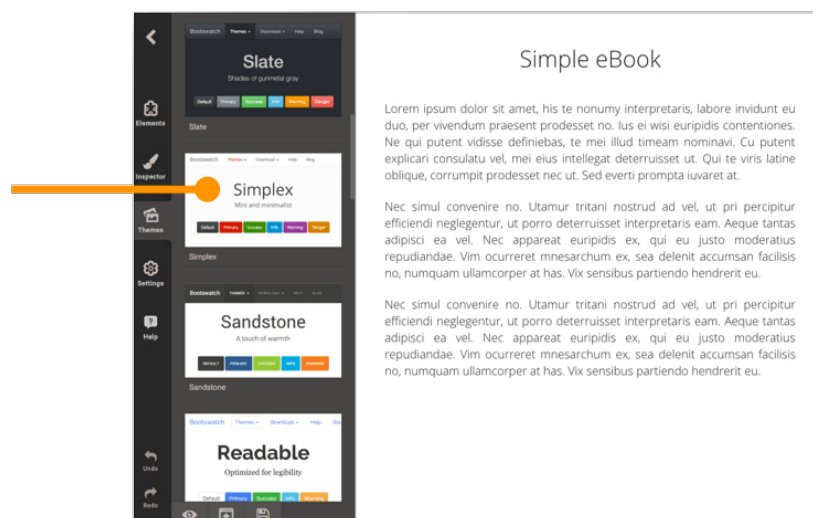 Elements
Inspector
Themes
Settings
Help
Undo
Redo
Bootswatch Themes Download Help Blog
Slate
Shades of gunmetal gray
Default Primary Success Info Warning Danger
Slate
Bootswatch Themes Download Help Blog
Simplex
Mini and minimalist
Default Primary Success Info Warning Danger
Simplex
Bootswatch THEMES DOWNLOAD HELP BLOG
Sandstone
A touch of warmth
DEFAULT PRIMARY SUCCESS INFO WARNING
Sandstone
Bootswatch Themes Download Help Blo
Readable
Optimized for legibility
Default Primary Success Info Warning
Simple eBook
Lorem ipsum dolor sit amet, his te nonumy interpretaris, labore invidunt eu
duo, per vivendum praesent prodesset no. Ius ei wisi euripidis contentiones.
Ne qui putent vidisse definiebas, te mei illud timeam nominavi. Cu putent
explicari consulatu vel, mei eius intellegat deterruisset ut. Qui te viris latine
oblique, corrumpit prodesset nec ut. Sed everti prompta iuvaret at.
Nec simul convenire no. Utamur tritani nostrud ad vel, ut pri percipitur
efficiendi neglegentur, ut porro deterruisset interpretaris eam. Aeque tantas
adipisci ea vel. Nec appareat euripidis ex, qui eu justo moderatius
repudiandae. Vim ocurreret mnesarchum ex, sea delenit accumsan facilisis
no, numquam ullamcorper at has. Vix sensibus partiendo hendrerit eu.
Nec simul convenire no. Utamur tritani nostrud ad vel, ut pri percipitur
efficiendi neglegentur, ut porro deterruisset interpretaris eam. Aeque tantas
adipisci ea vel. Nec appareat euripidis ex, qui eu justo moderatius
repudiandae. Vim ocurreret mnesarchum ex, sea delenit accumsan facilisis
no, numquam ullamcorper at has. Vix sensibus partiendo hendrerit eu.